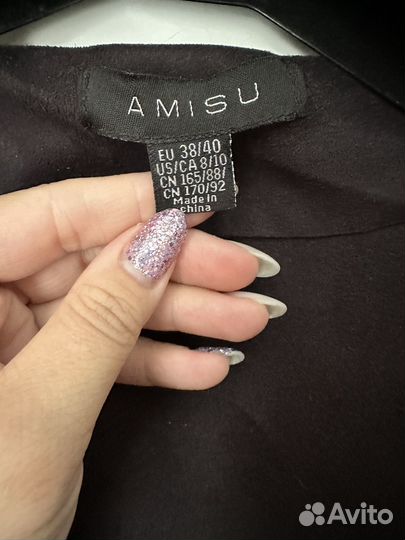 AMISU
EU 38/40
US/CA 8/10
CN 165/88/
CN 170/92
Made in
china
Avito